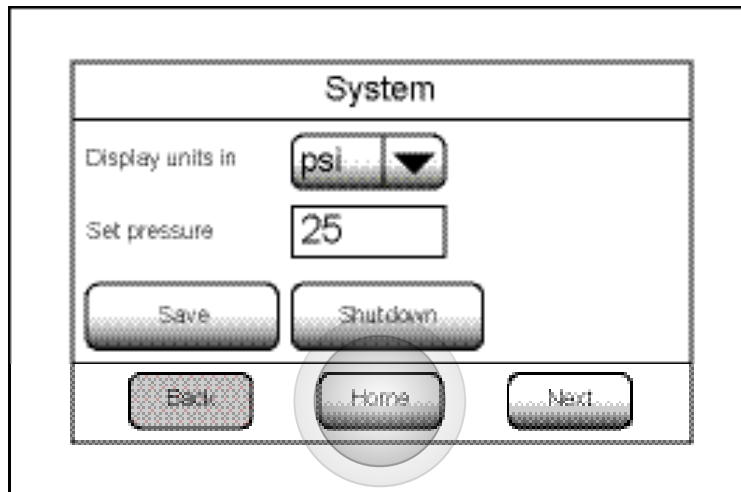 System
Display units in psi
Set pressure 25
Save Shutdown
Back Home Next